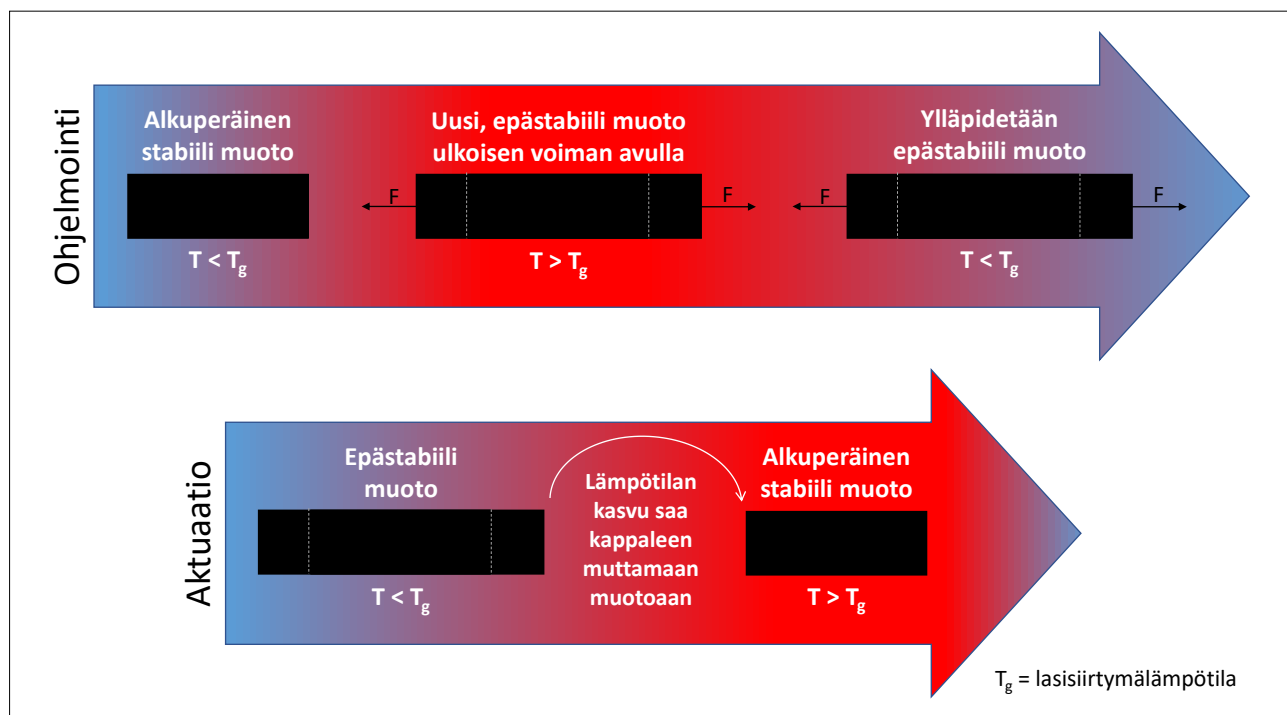 Ohjelmointi
Alkuperäinen
stabiili muoto
T < Tg
Uusi, epästabiili muoto
ulkoisen voiman avulla
F
F
T > Tg
Ylläpidetään
epästabiili muoto
F
F
T < Tg
Aktuaatio
Epästabiili
muoto
T < Tg
Lämpötilan
kasvu saa
kappaleen
muttamaan
muotoaan
Alkuperäinen
stabiili muoto
T > Tg
Tg = lasisiirtymälämpötila